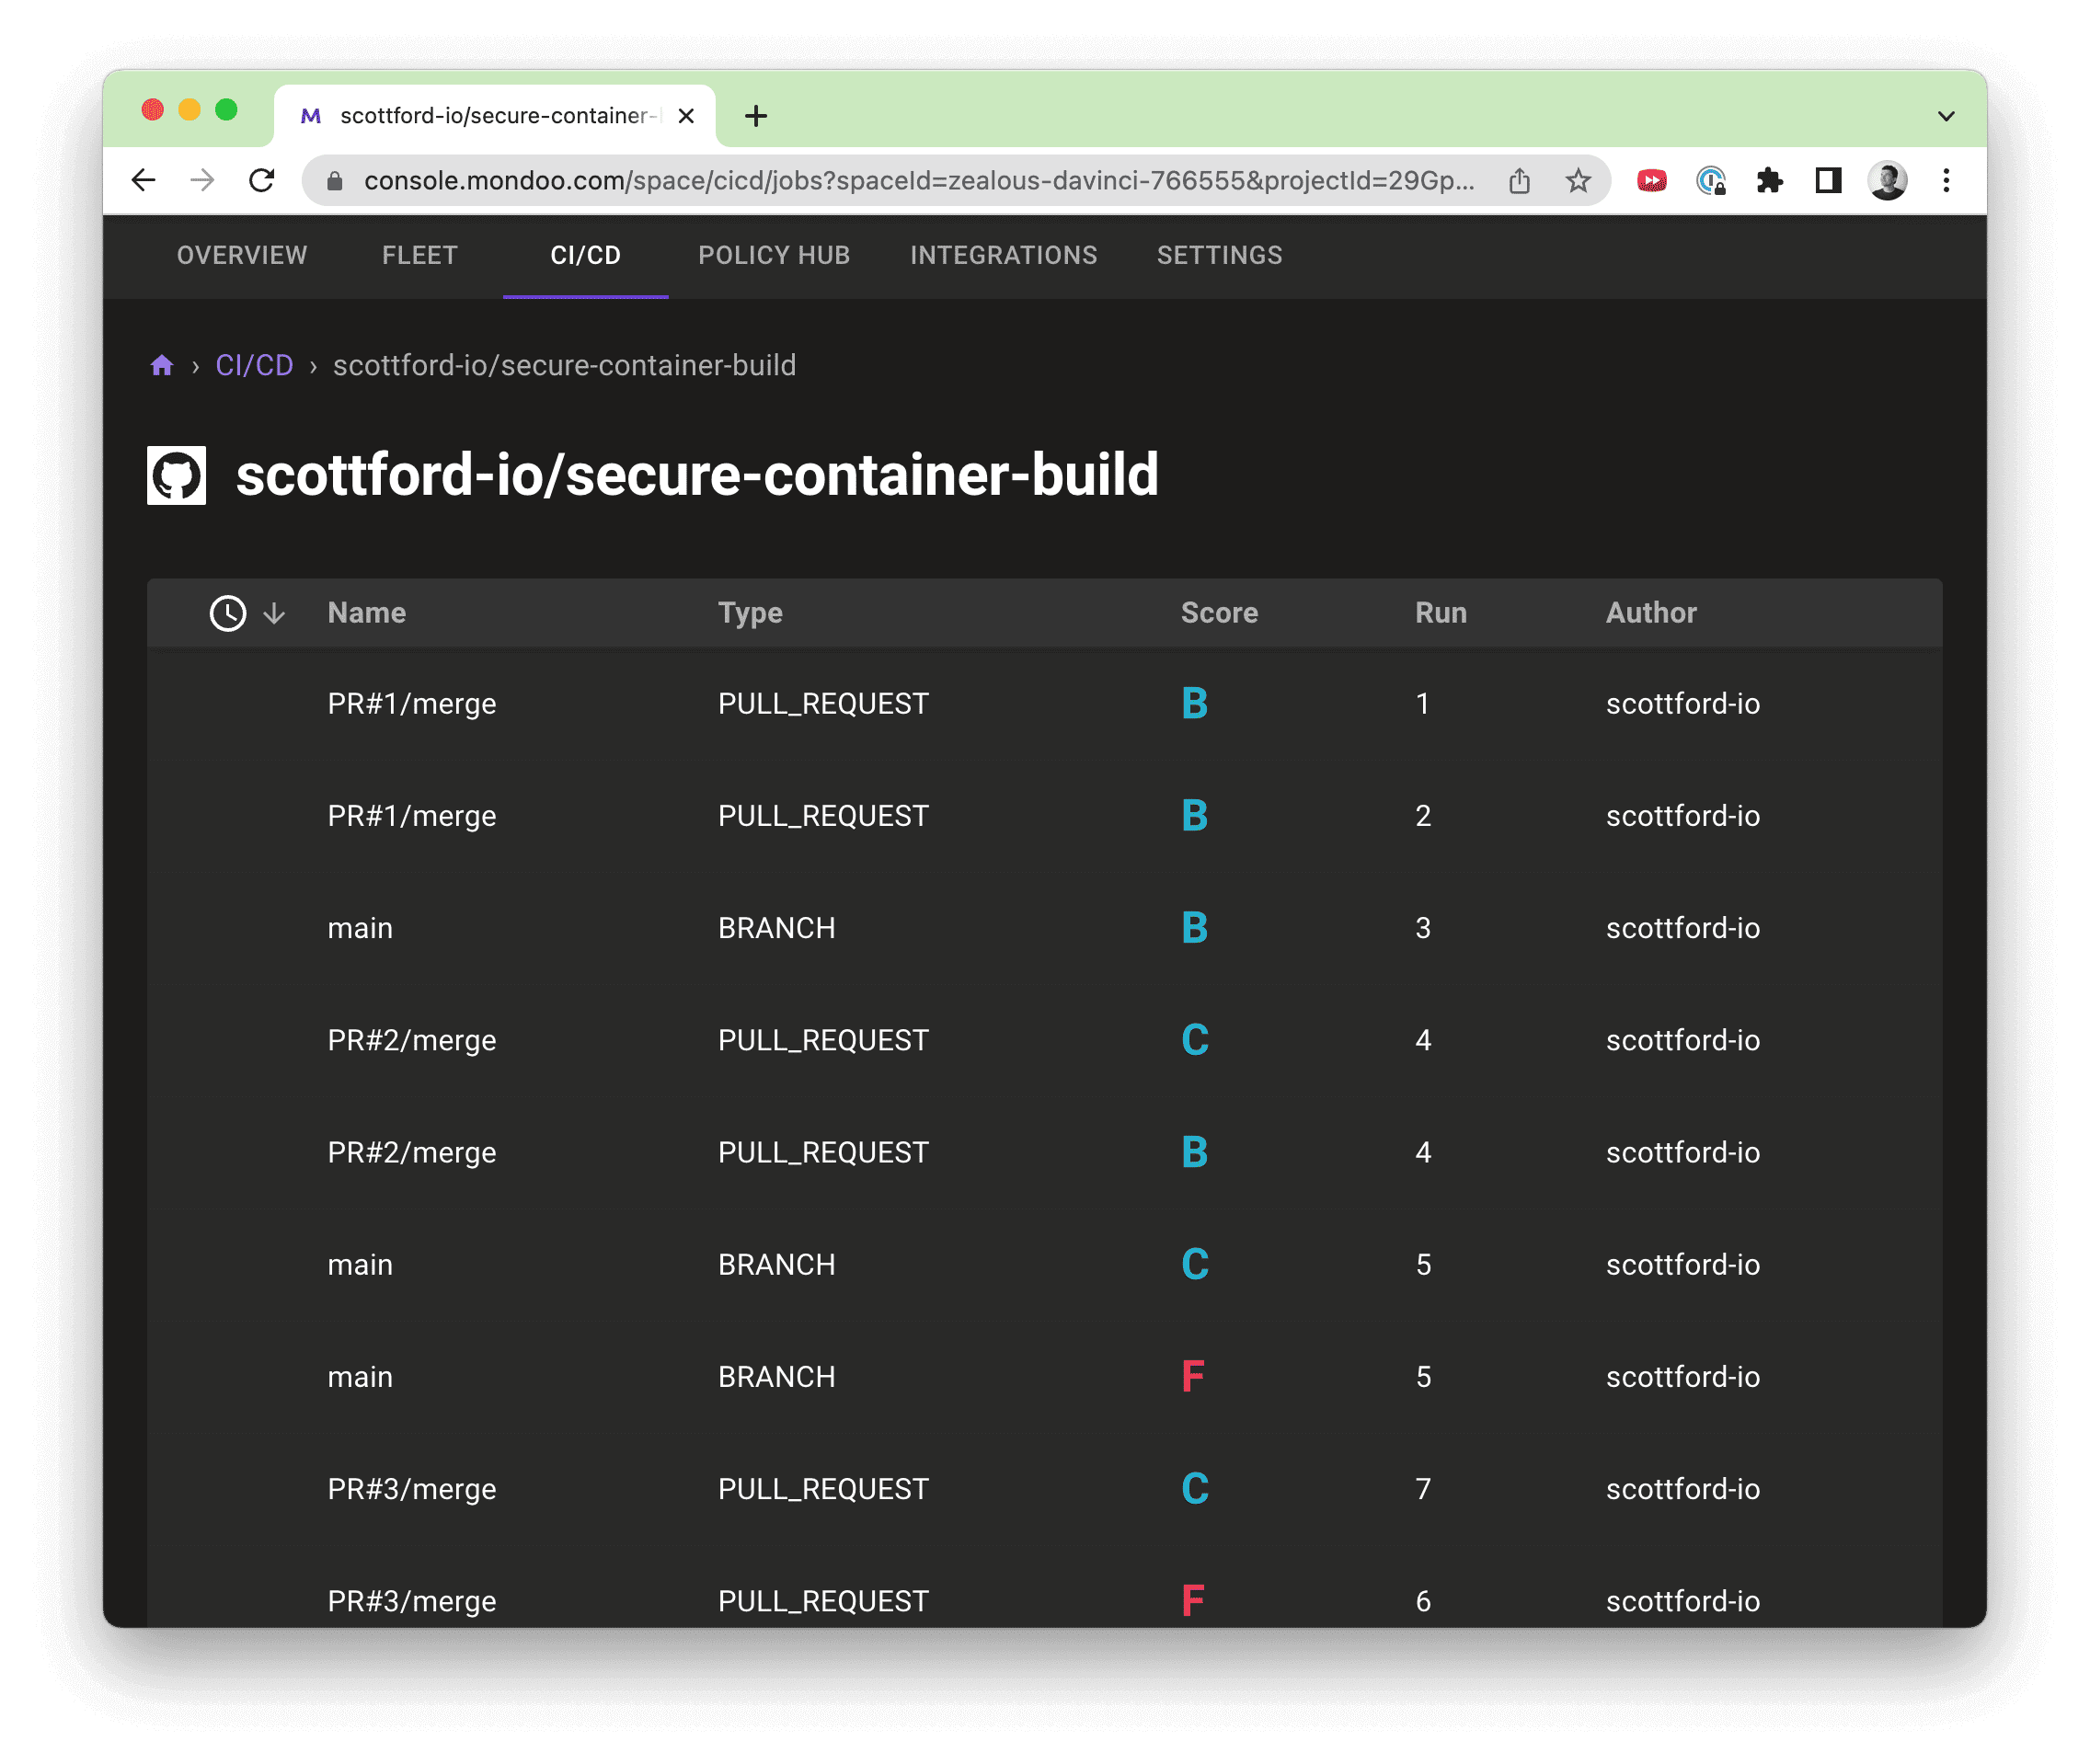 scottford-io/secure-container-
console.mondoo.com/space/cicd/jobs?spaceId=zealous-davinci-766555&projectId=29Gp...
OVERVIEW FLEET CI/CD POLICY HUB INTEGRATIONS SETTINGS
› CI/CD › scottford-io/secure-container-build
scottford-io/secure-container-build
Name Type Score Run Author
PR#1/merge PULL_REQUEST B 1 scottford-io
PR#1/merge PULL_REQUEST B 2 scottford-io
main BRANCH B 3 scottford-io
PR#2/merge PULL_REQUEST C 4 scottford-io
PR#2/merge PULL_REQUEST B 4 scottford-io
main BRANCH C 5 scottford-io
main BRANCH F 5 scottford-io
PR#3/merge PULL_REQUEST C 7 scottford-io
PR#3/merge PULL_REQUEST F 6 scottford-io